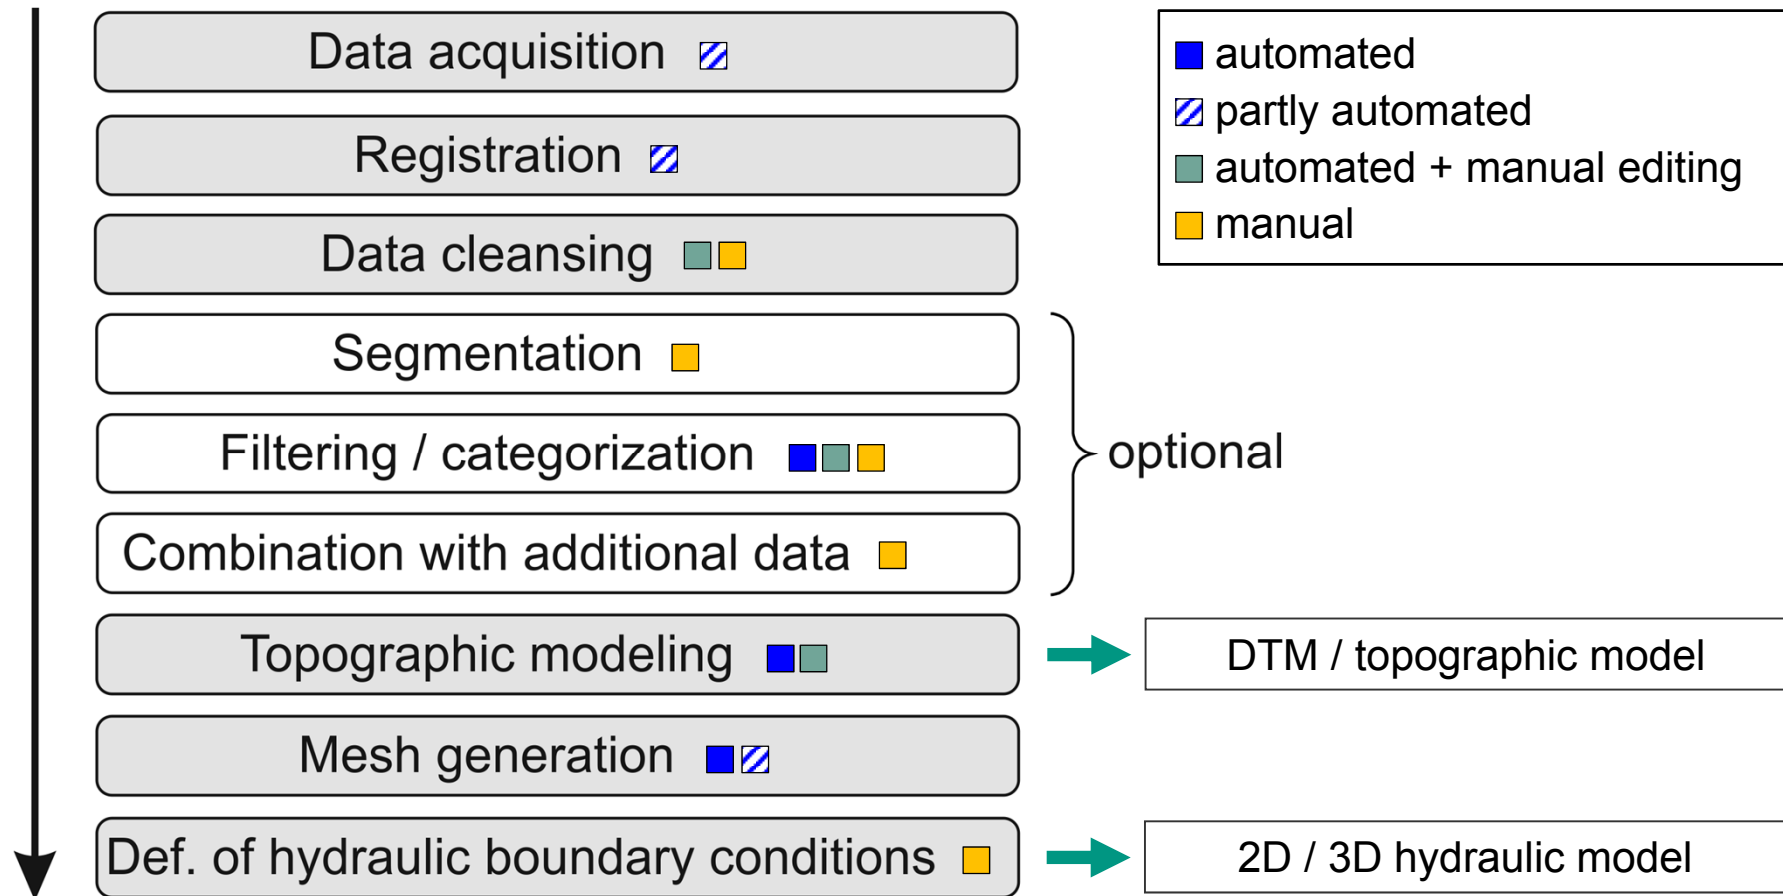 Data acquisition
Registration
Data cleansing
Segmentation
Filtering / categorization
Combination with additional data
Topographic modeling
Mesh generation
Def. of hydraulic boundary conditions
automated
partly automated
automated + manual editing
manual
optional
DTM / topographic model
2D / 3D hydraulic model